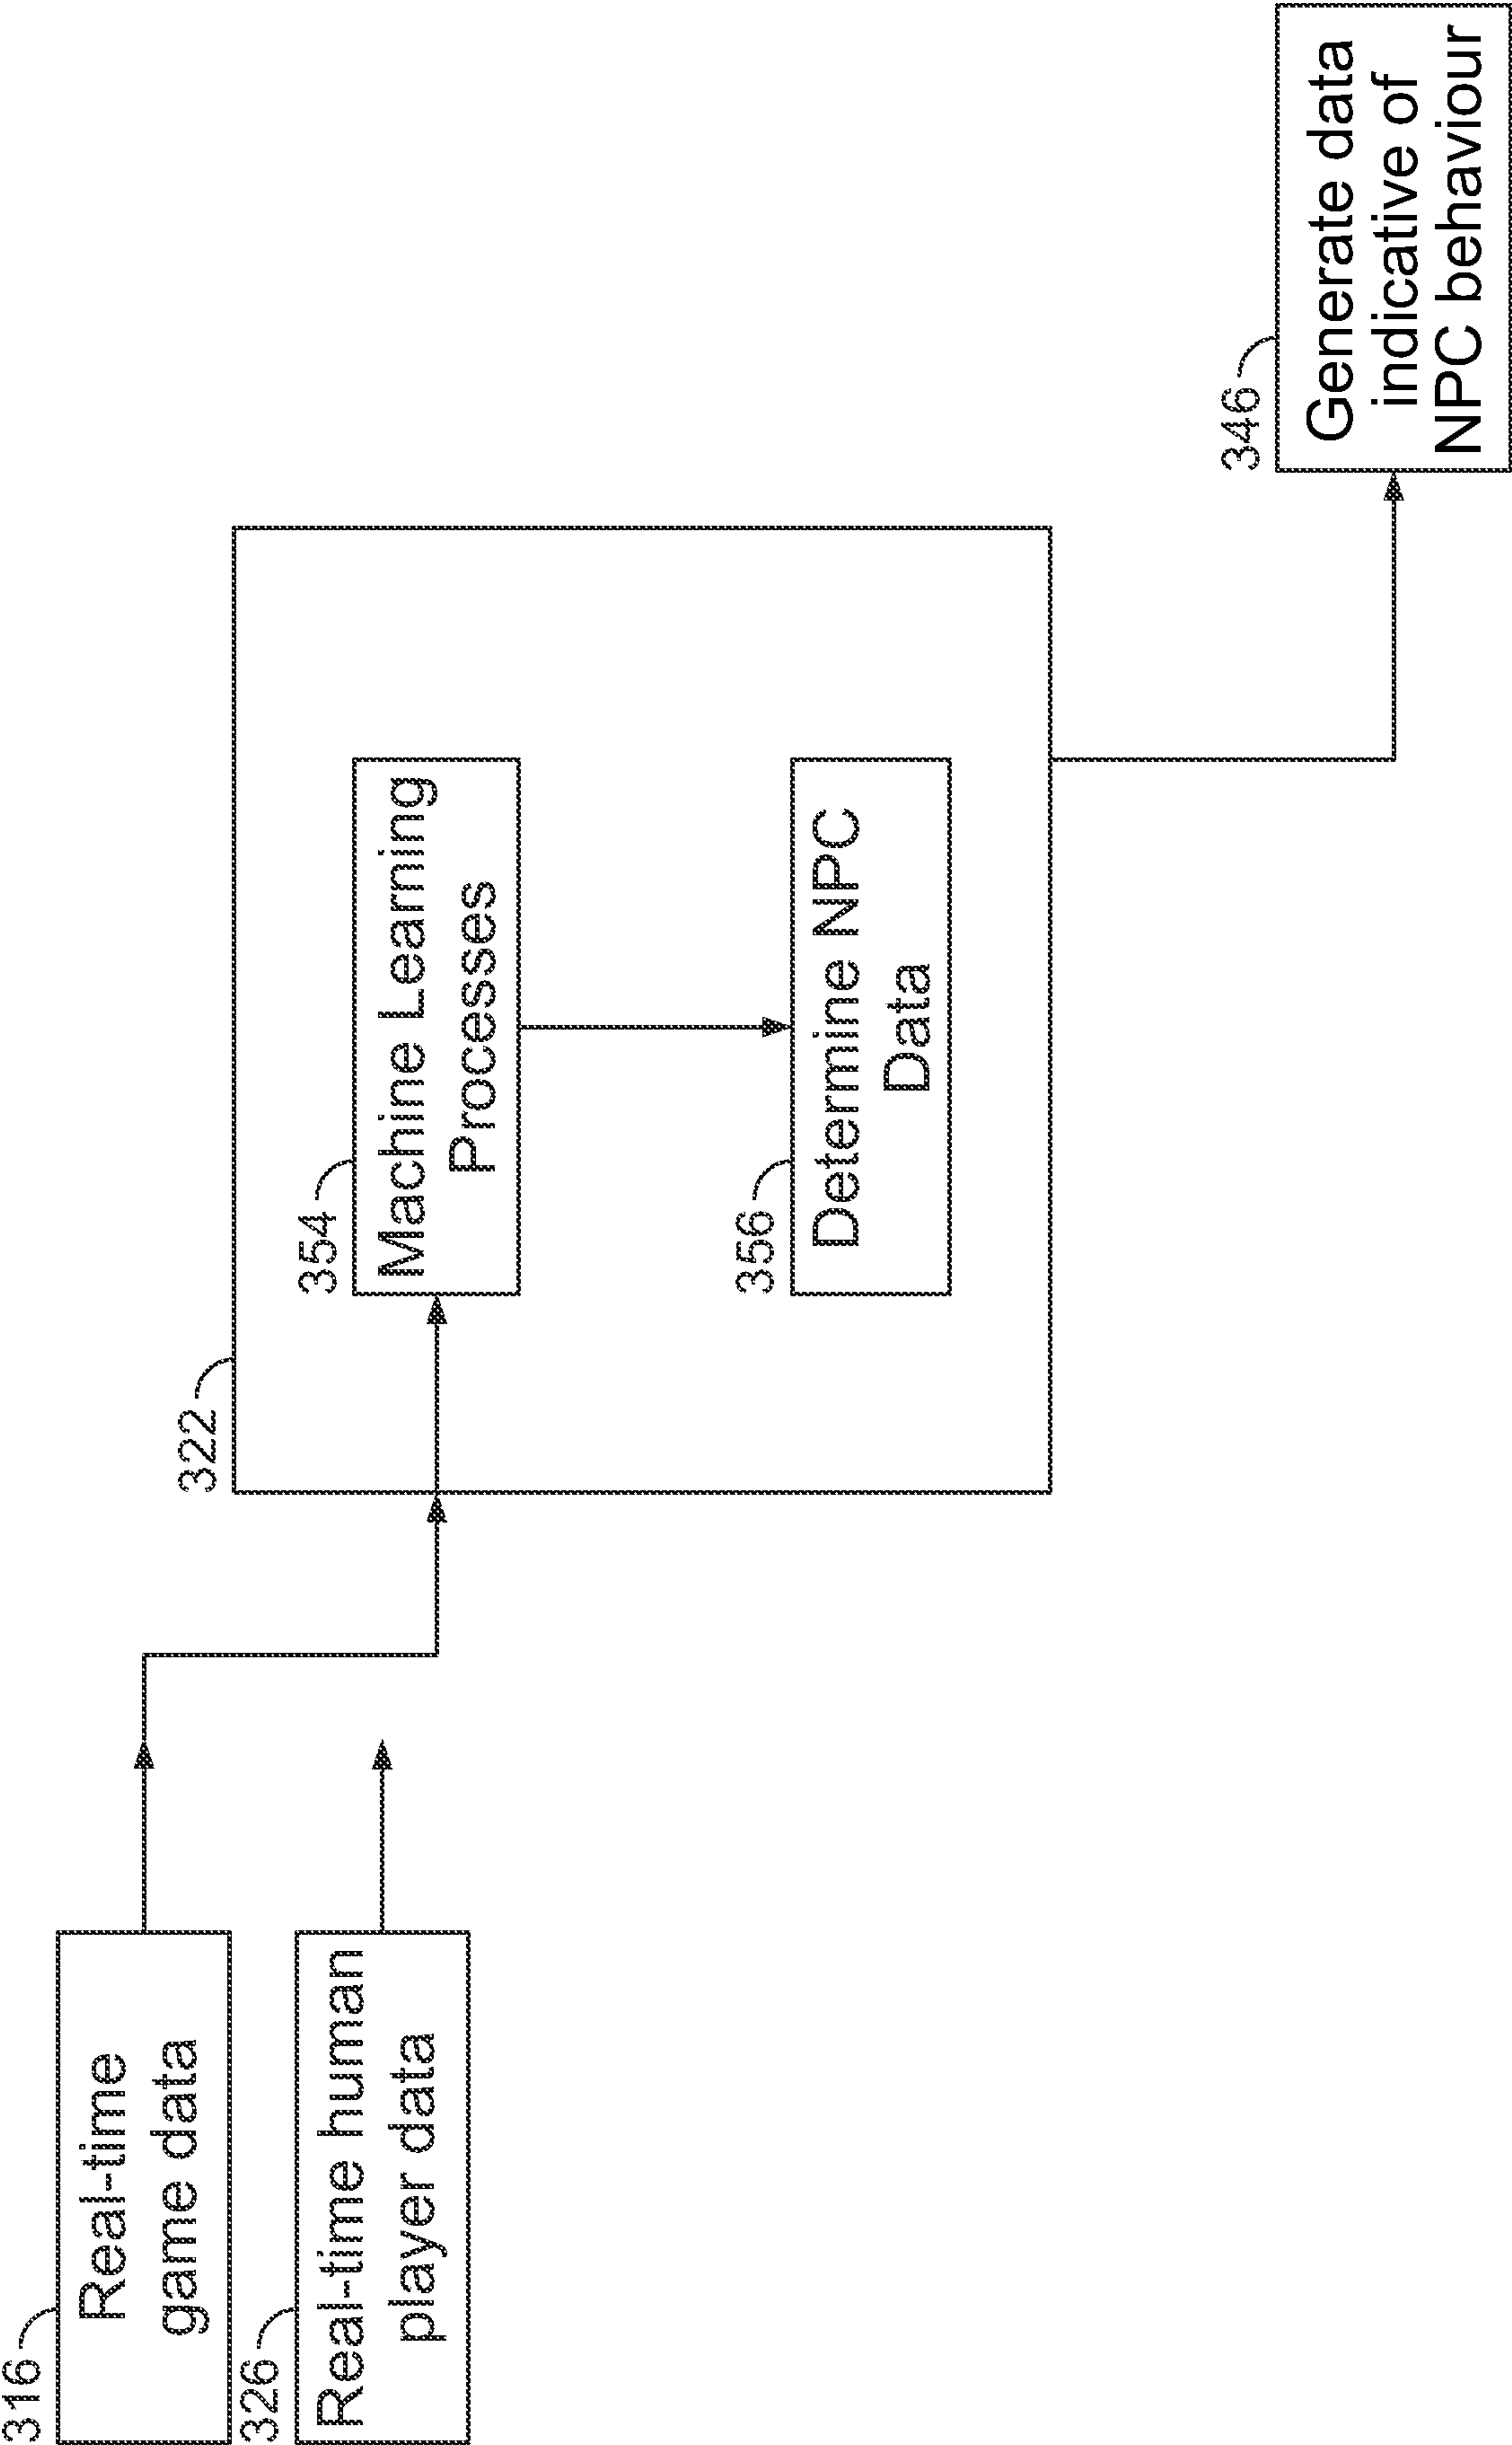 316
Real-time
game data
326
Real-time human
player data
322
354
Machine Learning
Processes
356
Determine NPC
Data
346
Generate data
indicative of
NPC behaviour